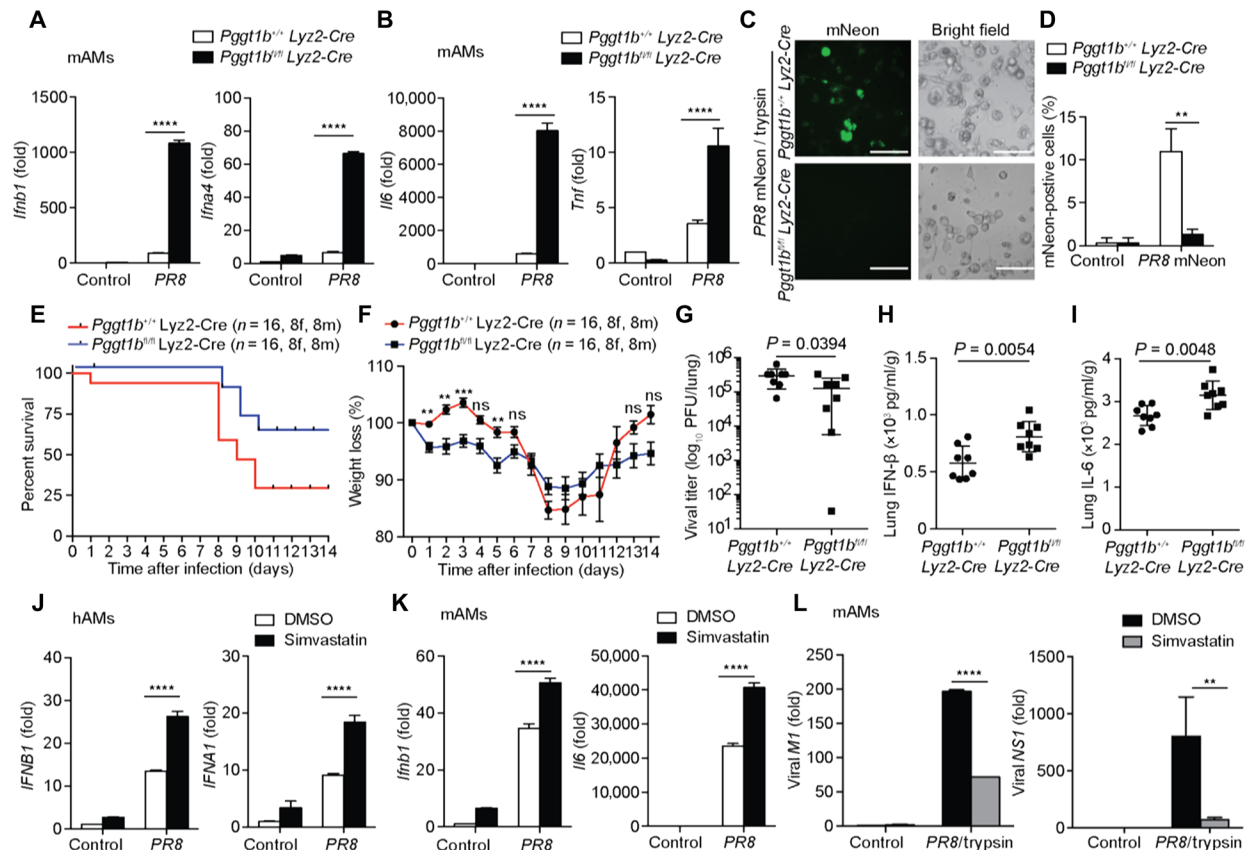 A
mAMs
Pggt1b+/+ Lyz2-Cre
Pggt1bfl/fl Lyz2-Cre
Ifnb1 (fold)
1500
1000
500
0
****
Control
PR8
Ifna4 (fold)
100
80
60
40
20
0
****
Control
PR8
B
mAMs
Pggt1b+/+ Lyz2-Cre
Pggt1bfl/fl Lyz2-Cre
Il6 (fold)
10,000
8000
6000
4000
2000
0
****
Control
PR8
Tnf (fold)
15
10
5
0
****
Control
PR8
C
mNeon
Bright field
PR8 mNeon / trypsin
Pggt1b+/+ Lyz2-Cre
Pggt1bfl/fl Lyz2-Cre
D
Pggt1b+/+ Lyz2-Cre
Pggt1bfl/fl Lyz2-Cre
mNeon-postive cells (%)
15
10
5
0
**
Control
PR8 mNeon
E
Pggt1b+/+ Lyz2-Cre (n = 16, 8f, 8m)
Pggt1bfl/fl Lyz2-Cre (n = 16, 8f, 8m)
Percent survival
100
75
50
25
0
0 1 2 3 4 5 6 7 8 9 10 11 12 13 14
Time after infection (days)
F
Pggt1b+/+ Lyz2-Cre (n = 16, 8f, 8m)
Pggt1bfl/fl Lyz2-Cre (n = 16, 8f, 8m)
Weight loss (%)
110
100
90
80
** ** *** ns ** ns ns ns
0 1 2 3 4 5 6 7 8 9 10 11 12 13 14
Time after infection (days)
G
P = 0.0394
Vival titer (log10 PFU/lung)
10^6
10^5
10^4
10^3
10^2
10^1
Pggt1b+/+
Lyz2-Cre
Pggt1bfl/fl
Lyz2-Cre
H
P = 0.0054
Lung IFN-β (×10^3 pg/ml/g)
1.5
1.0
0.5
0
Pggt1b+/+
Lyz2-Cre
Pggt1bfl/fl
Lyz2-Cre
I
P = 0.0048
Lung IL-6 (×10^3 pg/ml/g)
4
3
2
1
0
Pggt1b+/+
Lyz2-Cre
Pggt1bfl/fl
Lyz2-Cre
J
hAMs
DMSO
Simvastatin
IFNB1 (fold)
40
30
20
10
0
****
Control
PR8
IFNA1 (fold)
30
20
10
0
****
Control
PR8
K
mAMs
DMSO
Simvastatin
Ifnb1 (fold)
60
40
20
0
****
Control
PR8
Il6 (fold)
50,000
40,000
30,000
20,000
10,000
0
****
Control
PR8
L
mAMs
DMSO
Simvastatin
Viral M1 (fold)
250
200
150
100
50
0
****
Control
PR8/trypsin
Viral NS1 (fold)
1500
1000
500
0
**
Control
PR8/trypsin